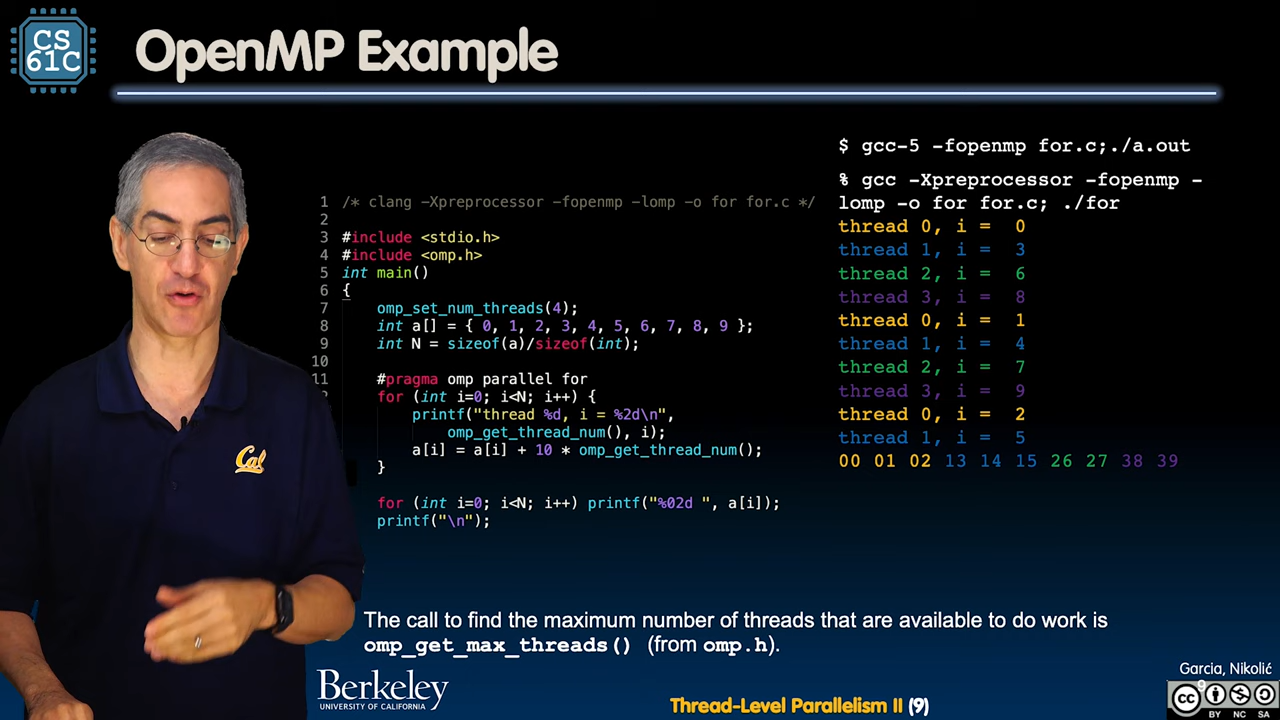 CS
61C
OpenMP Example
1 /* clang -Xpreprocessor -fopenmp -lomp -o for for.c */
2
3 #include <stdio.h>
4 #include <omp.h>
5 int main()
6 {
7 omp_set_num_threads(4);
8 int a[] = { 0, 1, 2, 3, 4, 5, 6, 7, 8, 9 };
9 int N = sizeof(a)/sizeof(int);
10
11 #pragma omp parallel for
for (int i=0; i<N; i++) {
printf("thread %d, i = %2d\n",
omp_get_thread_num(), i);
a[i] = a[i] + 10 * omp_get_thread_num();
}
for (int i=0; i<N; i++) printf("%02d ", a[i]);
printf("\n");
$ gcc-5 -fopenmp for.c;./a.out
% gcc -Xpreprocessor -fopenmp -
lomp -o for for.c; ./for
thread 0, i = 0
thread 1, i = 3
thread 2, i = 6
thread 3, i = 8
thread 0, i = 1
thread 1, i = 4
thread 2, i = 7
thread 3, i = 9
thread 0, i = 2
thread 1, i = 5
00 01 02 13 14 15 26 27 38 39
Cal
The call to find the maximum number of threads that are available to do work is
omp_get_max_threads() (from omp.h).
Berkeley
UNIVERSITY OF CALIFORNIA
Thread-Level Parallelism II (9)
Garcia, Nikolić
9
cc
BY NC SA